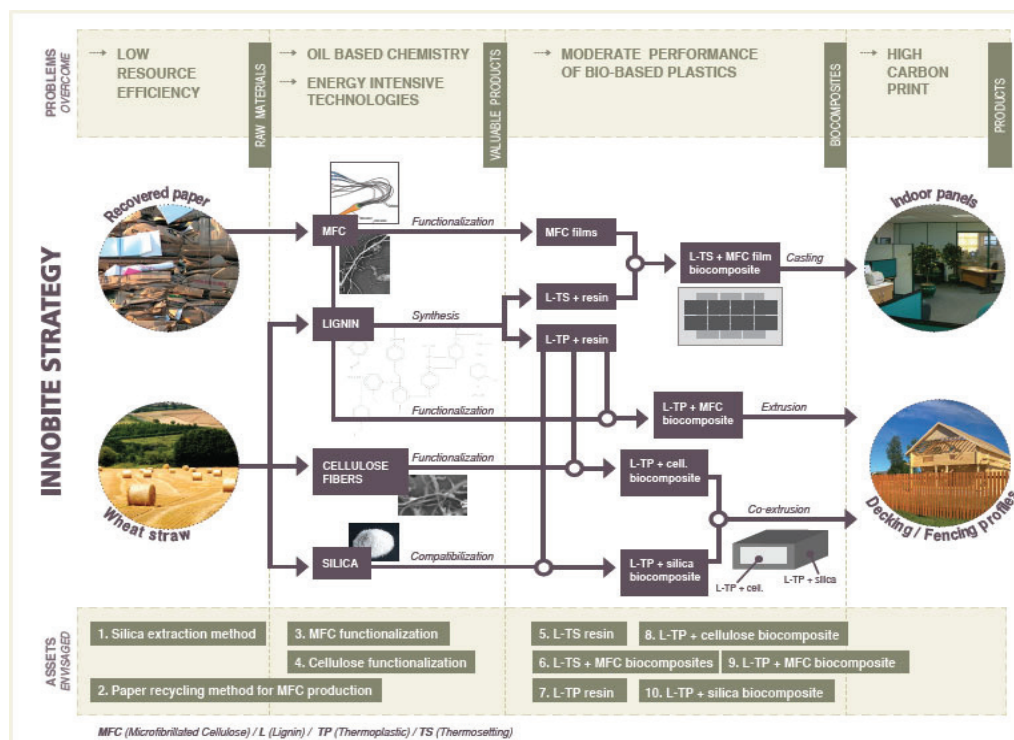 PROBLEMS
OVERCOME
→ LOW
RESOURCE
EFFICIENCY
RAW MATERIALS
→ OIL BASED CHEMISTRY
→ ENERGY INTENSIVE
TECHNOLOGIES
VALUABLE PRODUCTS
→ MODERATE PERFORMANCE
OF BIO-BASED PLASTICS
BIOCOMPOSITES
→ HIGH
CARBON
PRINT
PRODUCTS
INNOBITE STRATEGY
Recovered paper
MFC
Functionalization
MFC films
L-TS + MFC film
biocomposite
Casting
Indoor panels
LIGNIN
Synthesis
L-TS + resin
L-TP + resin
Functionalization
L-TP + MFC
biocomposite
Extrusion
Wheat straw
CELLULOSE
FIBERS
Functionalization
L-TP + cell.
biocomposite
Co-extrusion
Decking / Fencing profiles
SILICA
Compatibilization
L-TP + silica
biocomposite
L-TP + cell.
L-TP + silica
ASSETS
ENVISAGED
1. Silica extraction method
2. Paper recycling method for MFC production
3. MFC functionalization
4. Cellulose functionalization
5. L-TS resin
6. L-TS + MFC biocomposites
7. L-TP resin
8. L-TP + cellulose biocomposite
9. L-TP + MFC biocomposite
10. L-TP + silica biocomposite
MFC (Microfibrillated Cellulose) / L (Lignin) / TP (Thermoplastic) / TS (Thermosetting)